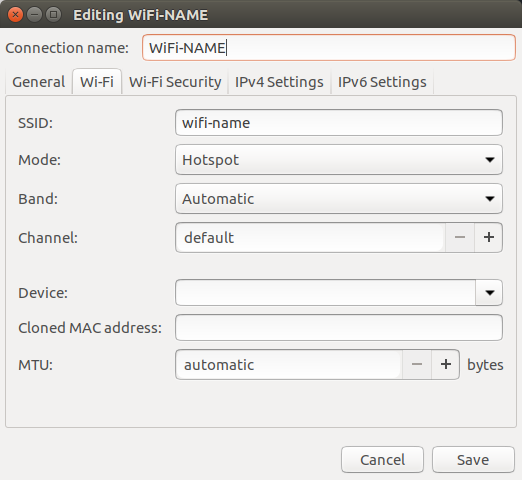 Editing WiFi-NAME
Connection name: WiFi-NAME
General Wi-Fi Wi-Fi Security IPv4 Settings IPv6 Settings
SSID: wifi-name
Mode: Hotspot
Band: Automatic
Channel: default − +
Device:
Cloned MAC address:
MTU: automatic − + bytes
Cancel Save